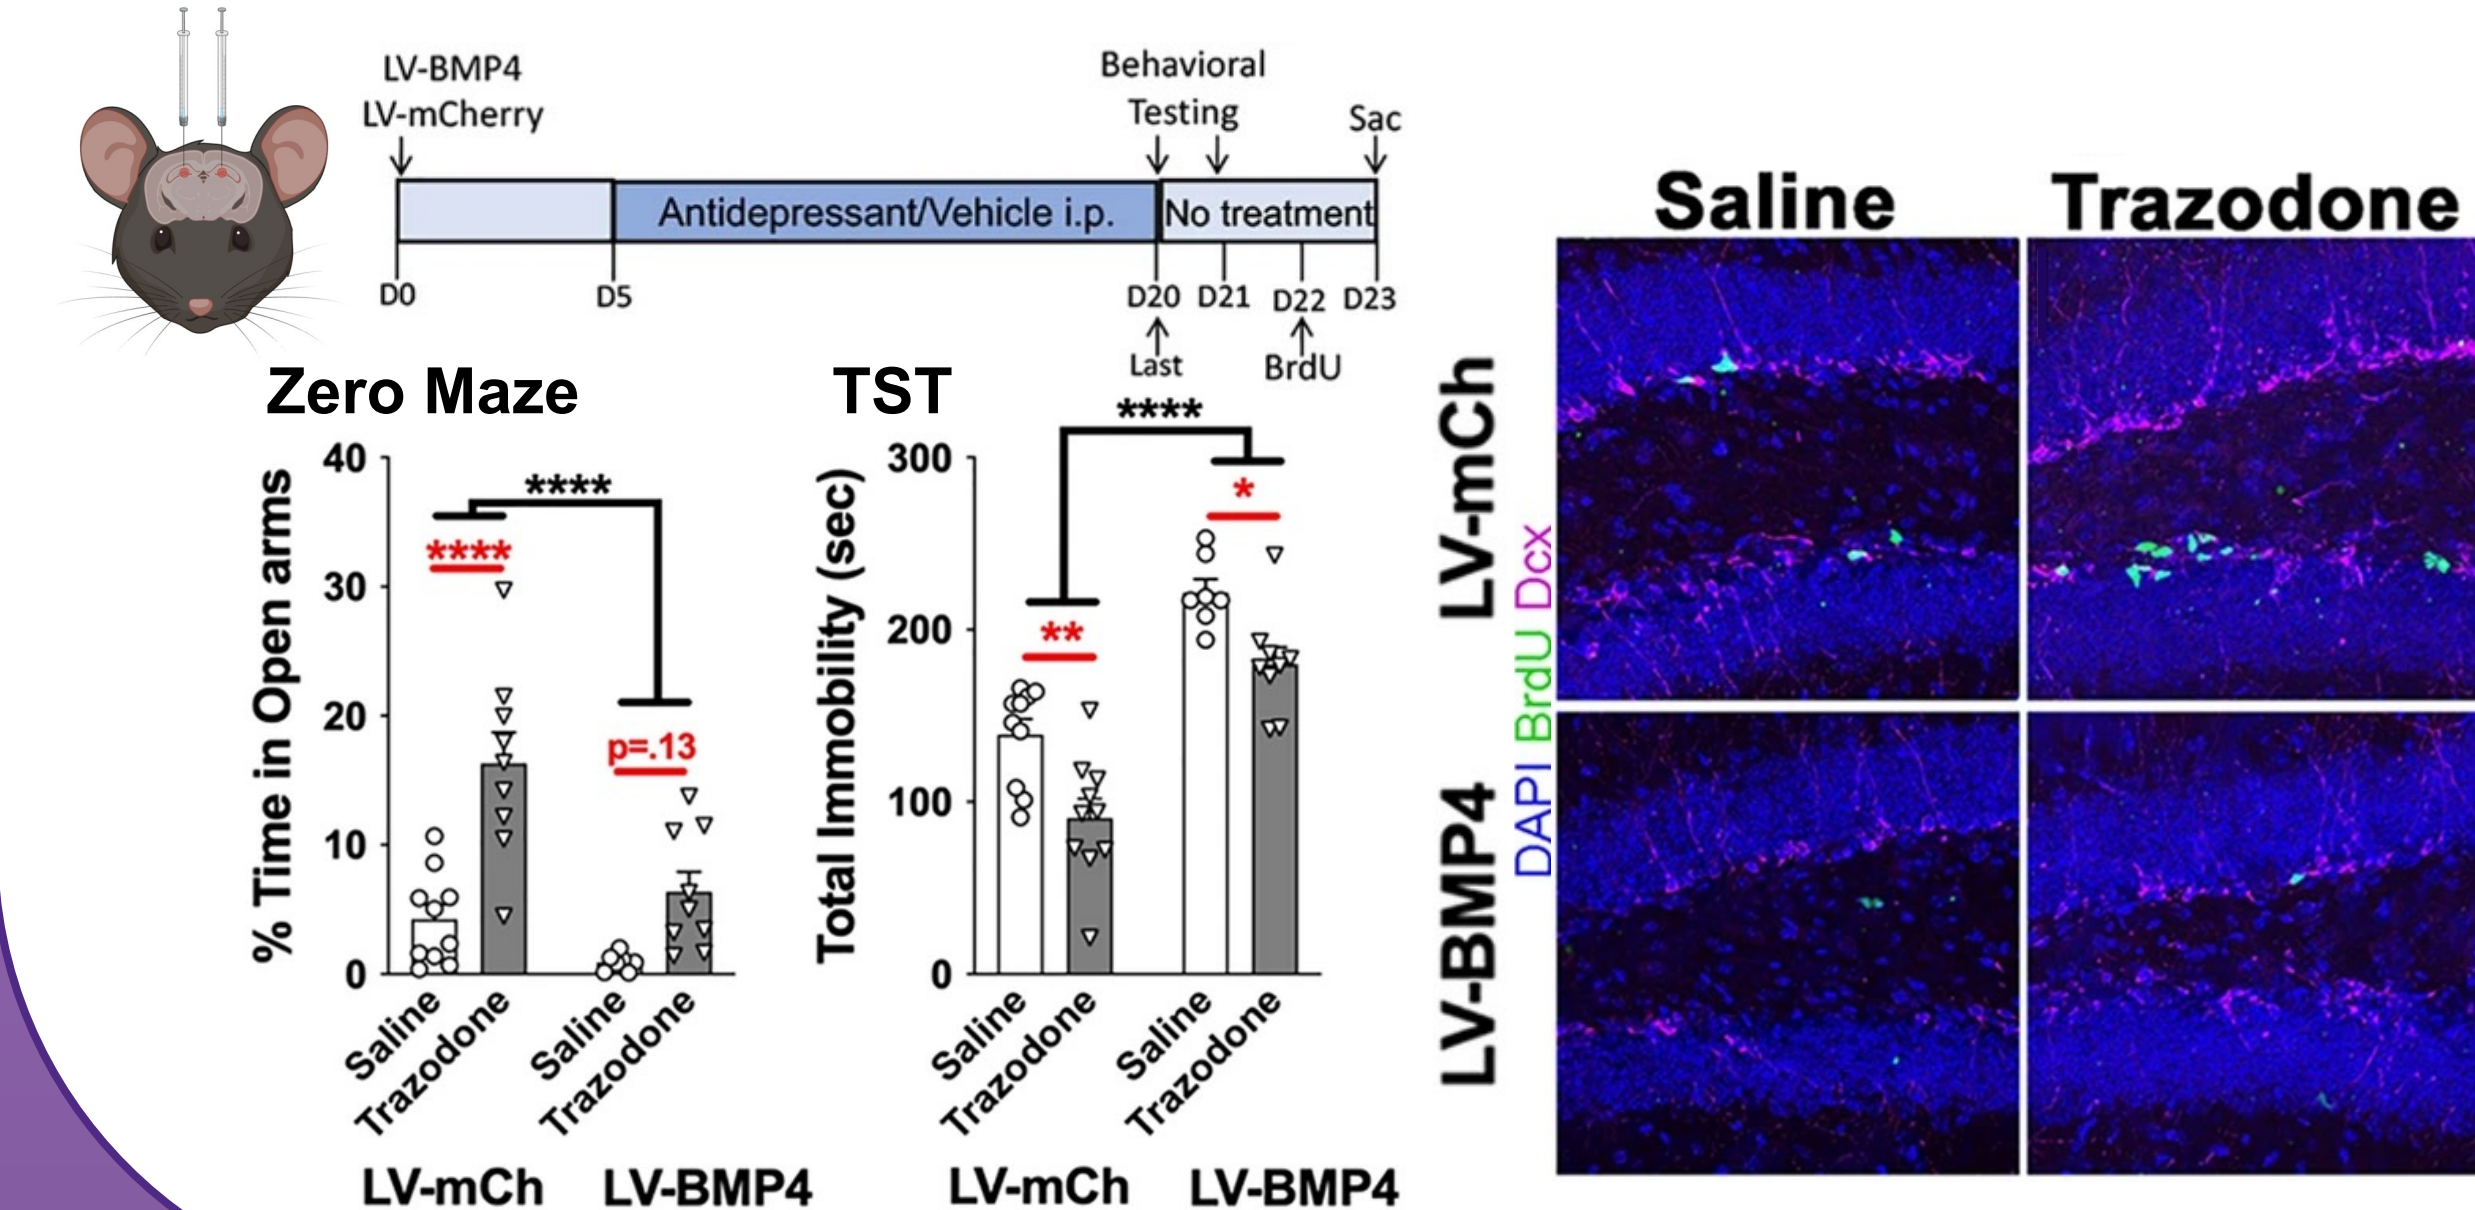 LV-BMP4
LV-mCherry
Behavioral
Testing
Sac
Antidepressant/Vehicle i.p.
No treatment
D0
D5
D20
D21
D22
D23
Last
BrdU
Zero Maze
% Time in Open arms
40
30
20
10
0
****
****
p=.13
Saline
Trazodone
Saline
Trazodone
LV-mCh
LV-BMP4
TST
Total Immobility (sec)
300
200
100
0
****
**
*
Saline
Trazodone
Saline
Trazodone
LV-mCh
LV-BMP4
Saline
Trazodone
LV-mCh
LV-BMP4
DAPI BrdU Dcx